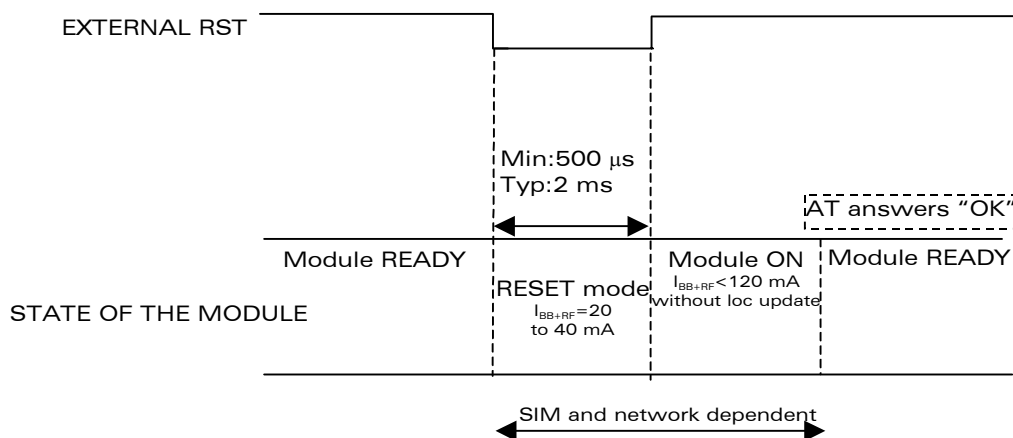 EXTERNAL RST
Min:500 μs
Typ:2 ms
AT answers “OK”
Module READY
Module ON
Module READY
I_BB+RF<120 mA
without loc update
RESET mode
I_BB+RF=20
to 40 mA
STATE OF THE MODULE
SIM and network dependent